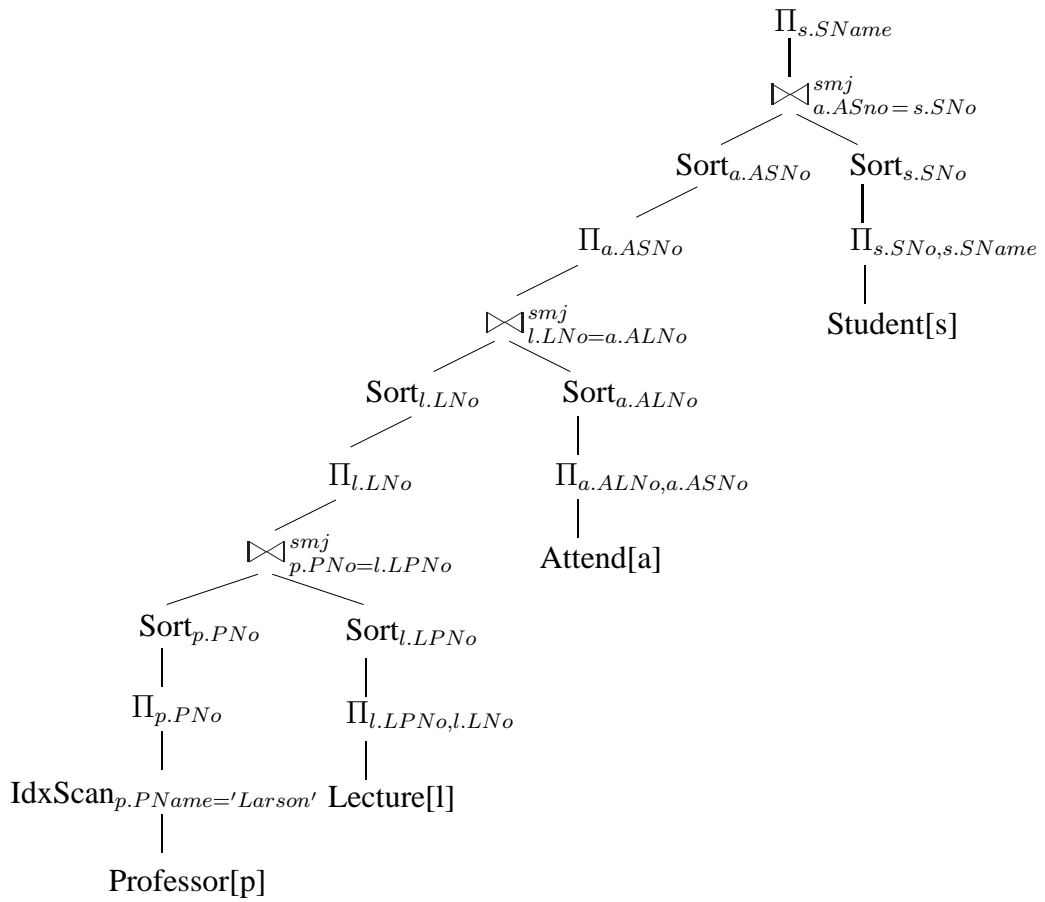 Π_{s.SName}
⋈^{smj}_{a.ASno = s.SNo}
Sort_{a.ASNo} Sort_{s.SNo}
Π_{a.ASNo} Π_{s.SNo,s.SName}
⋈^{smj}_{l.LNo=a.ALNo} Student[s]
Sort_{l.LNo} Sort_{a.ALNo}
Π_{l.LNo} Π_{a.ALNo,a.ASNo}
⋈^{smj}_{p.PNo=l.LPNo} Attend[a]
Sort_{p.PNo} Sort_{l.LPNo}
Π_{p.PNo} Π_{l.LPNo,l.LNo}
IdxScan_{p.PName='Larson'} Lecture[l]
Professor[p]